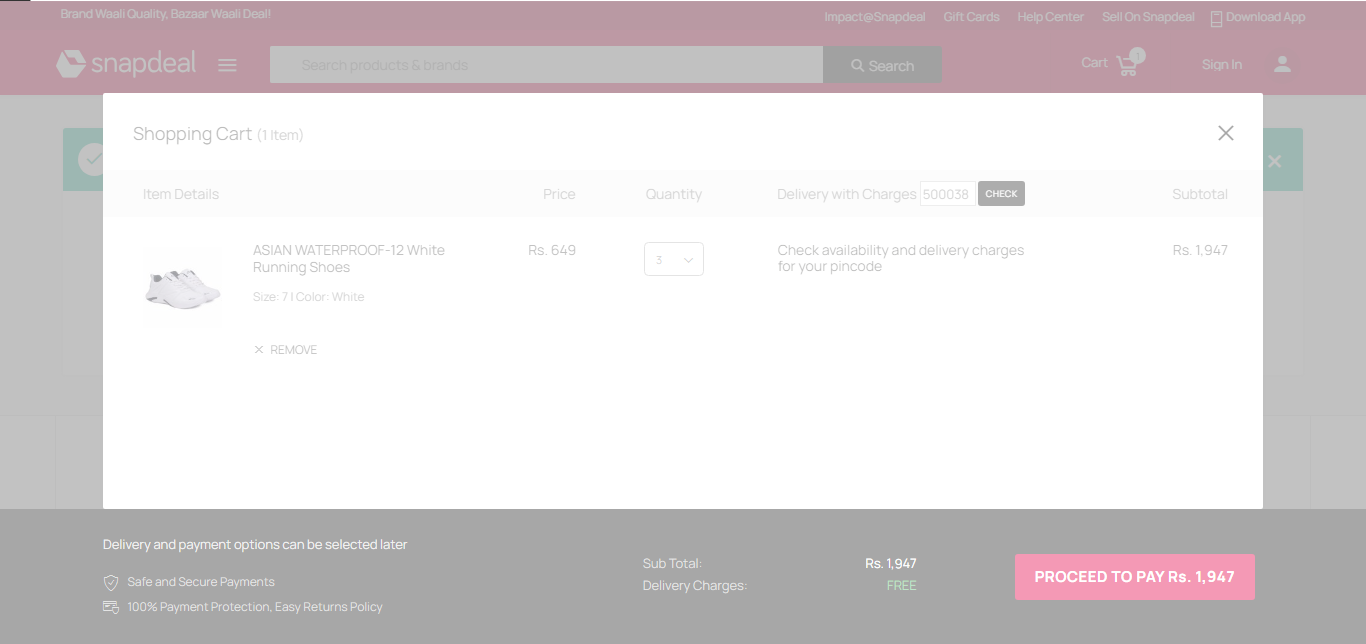 Brand Waali Quality, Bazaar Waali Deal!
Impact@Snapdeal Gift Cards Help Center Sell On Snapdeal Download App
snapdeal
Search products & brands
Search
Cart 1
Sign In
Shopping Cart (1 Item)
Item Details Price Quantity Delivery with Charges 500038 CHECK Subtotal
ASIAN WATERPROOF-12 White
Running Shoes
Size: 7 | Color: White
REMOVE
Rs. 649
3
Check availability and delivery charges
for your pincode
Rs. 1,947
Delivery and payment options can be selected later
Safe and Secure Payments
100% Payment Protection, Easy Returns Policy
Sub Total: Rs. 1,947
Delivery Charges: FREE
PROCEED TO PAY Rs. 1,947